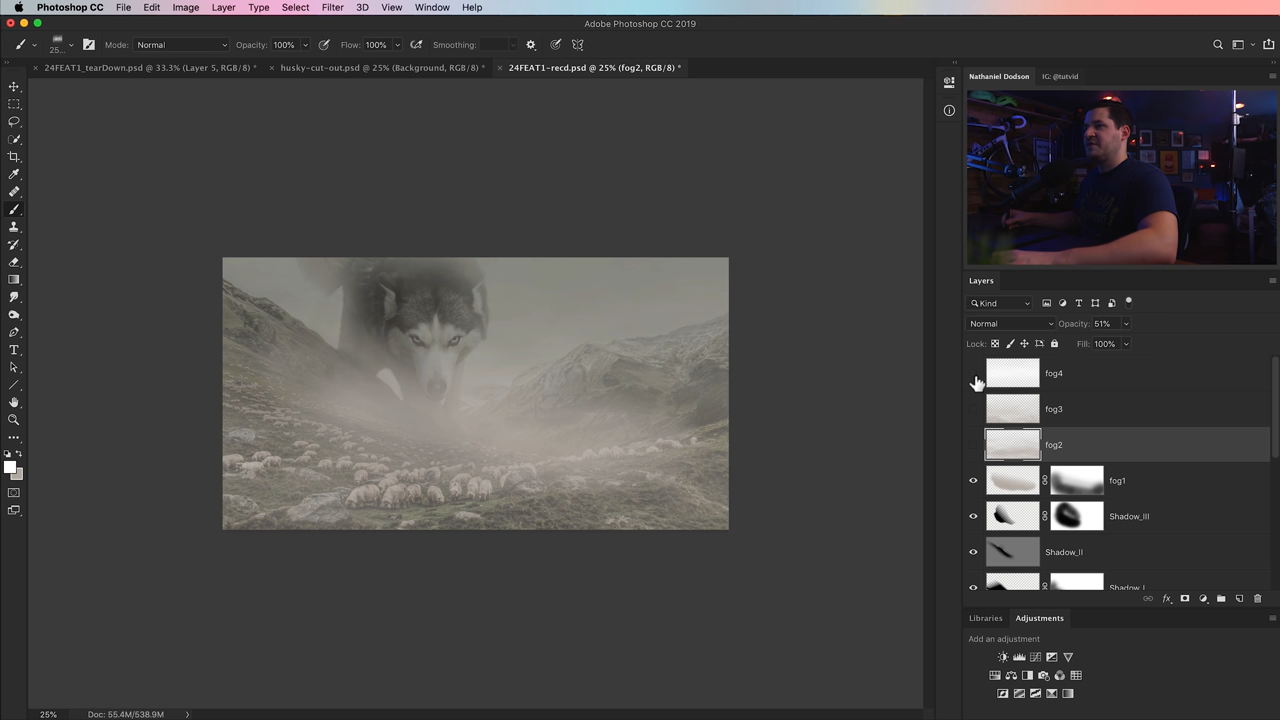 Photoshop CC File Edit Image Layer Type Select Filter 3D View Window Help
Adobe Photoshop CC 2019
25... Mode: Normal Opacity: 100% Flow: 100% Smoothing:
× 24FEAT1_tearDown.psd @ 33.3% (Layer 5, RGB/8) * × husky-cut-out.psd @ 25% (Background, RGB/8) * × 24FEAT1-recd.psd @ 25% (fog2, RGB/8) *
Nathaniel Dodson IG: @tutvid
Layers
Kind
Normal Opacity: 51%
Lock: Fill: 100%
fog4
fog3
fog2
fog1
Shadow_III
Shadow_II
Shadow_I
Libraries Adjustments
Add an adjustment
25% Doc: 55.4M/538.9M